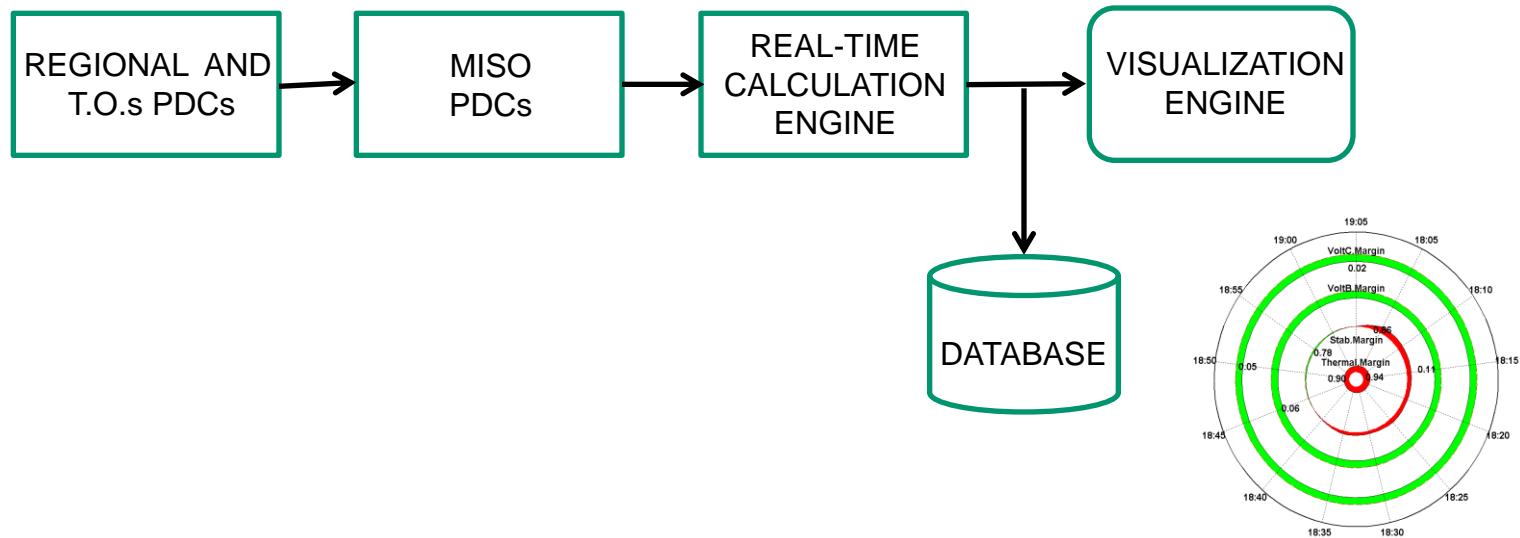 REGIONAL AND
T.O.s PDCs
MISO
PDCs
REAL-TIME
CALCULATION
ENGINE
VISUALIZATION
ENGINE
DATABASE
19:05
19:00
18:05
VoltC.Margin
0.02
18:55
VoltB.Margin
18:10
0.86
Stab.Margin
0.78
18:50
0.05
Thermal.Margin
0.11
18:15
0.90
0.94
0.06
18:45
18:20
18:40
18:25
18:35
18:30